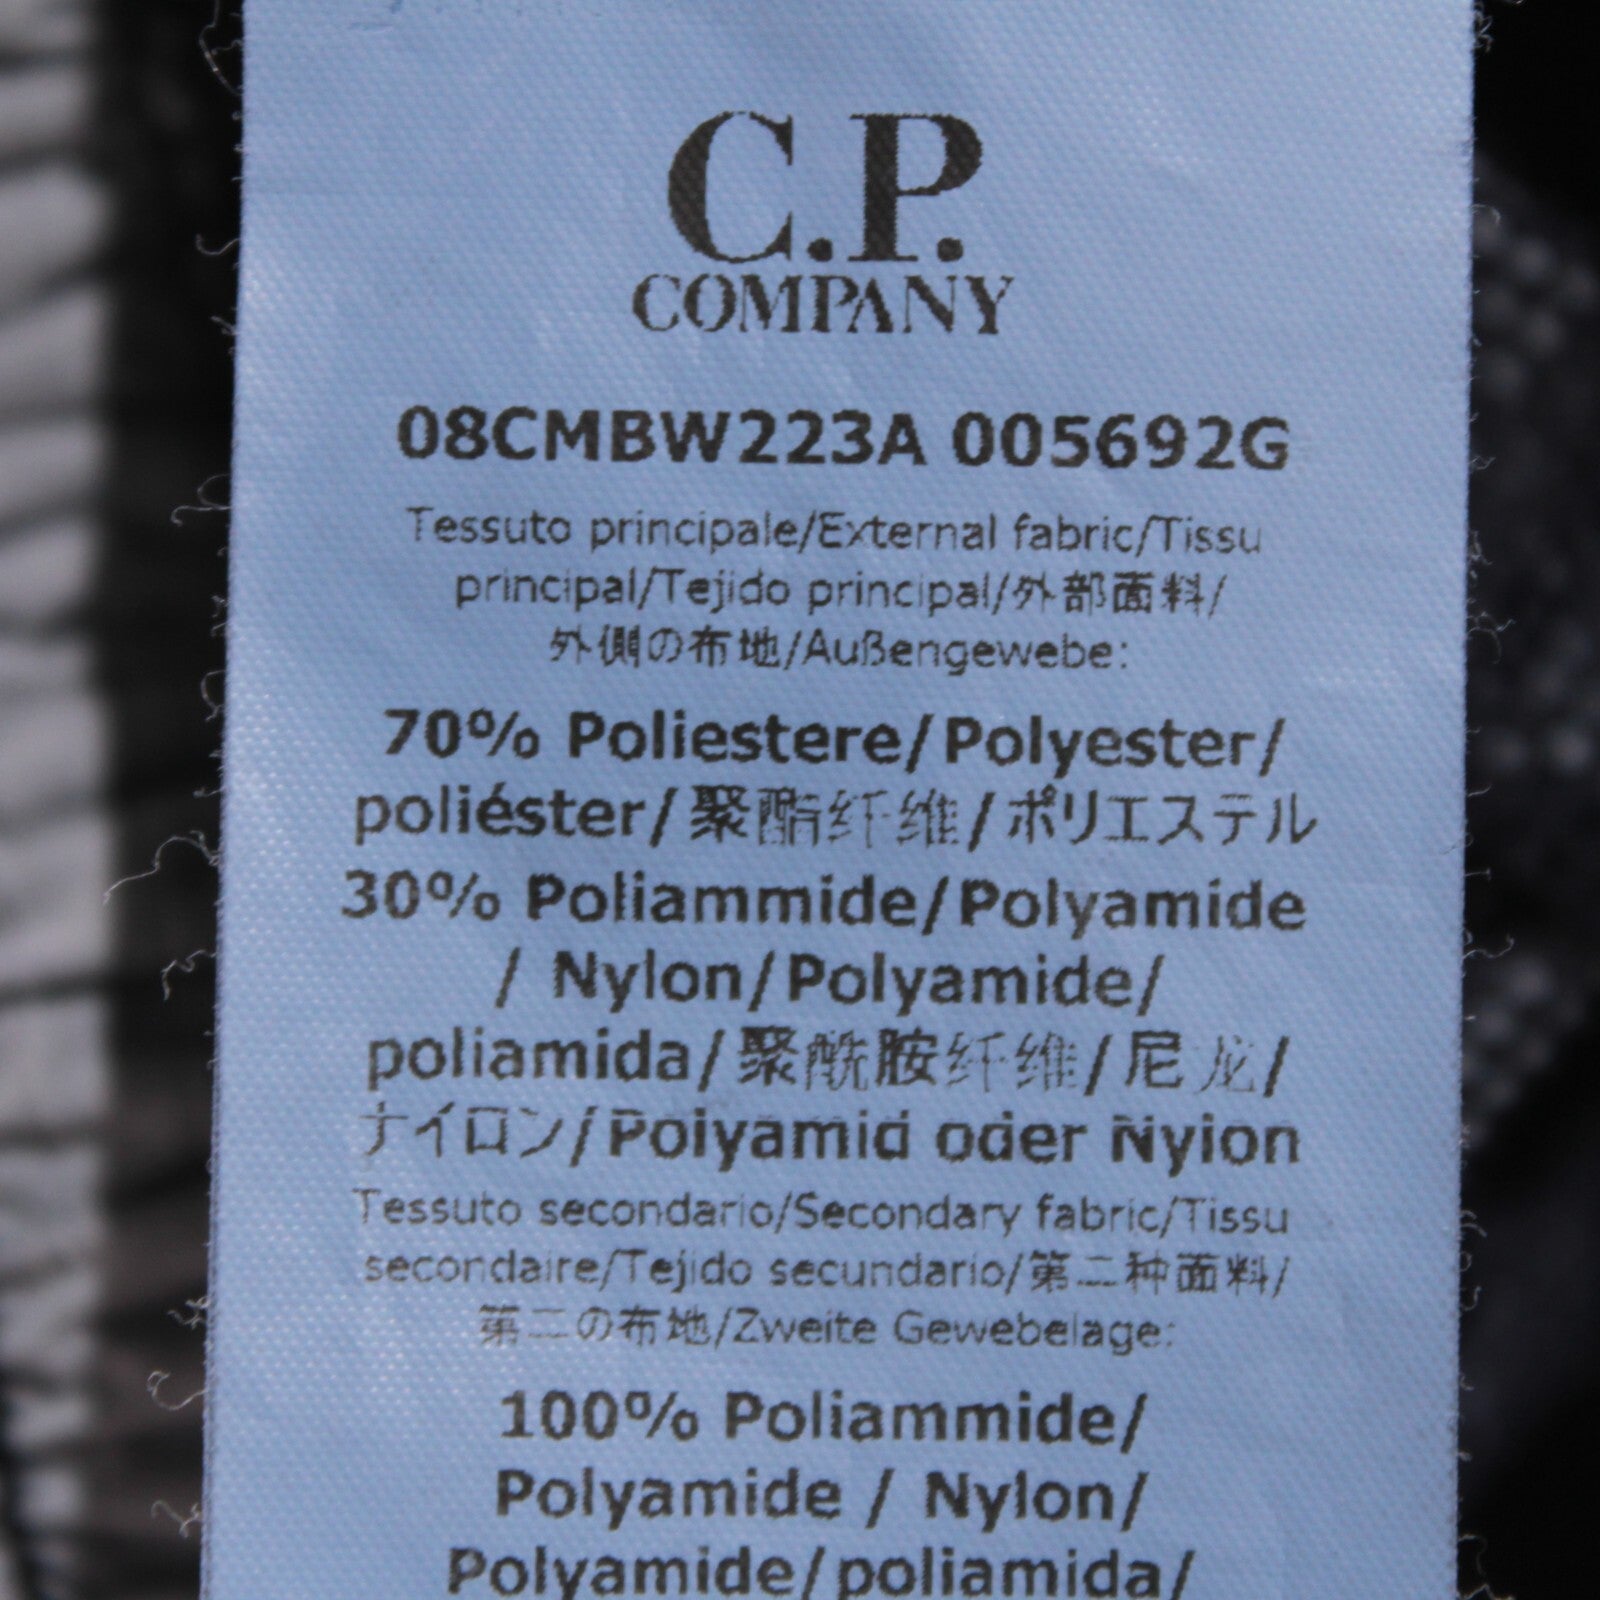 C.P.
COMPANY
08CMBW223A 005692G
Tessuto principale/External fabric/Tissu
principal/Tejido principal/外部面料/
外側の布地/Außengewebe:
70% Poliestere/Polyester/
poliéster/聚酯纤维/ポリエステル
30% Poliammide/Polyamide
/ Nylon/Polyamide/
poliamida/聚酰胺纤维/尼龙/
ナイロン/Polyamid oder Nylon
Tessuto secondario/Secondary fabric/Tissu
secondaire/Tejido secundario/第二种面料/
第二の布地/Zweite Gewebelage:
100% Poliammide/
Polyamide / Nylon/
Polyamide/poliamida/